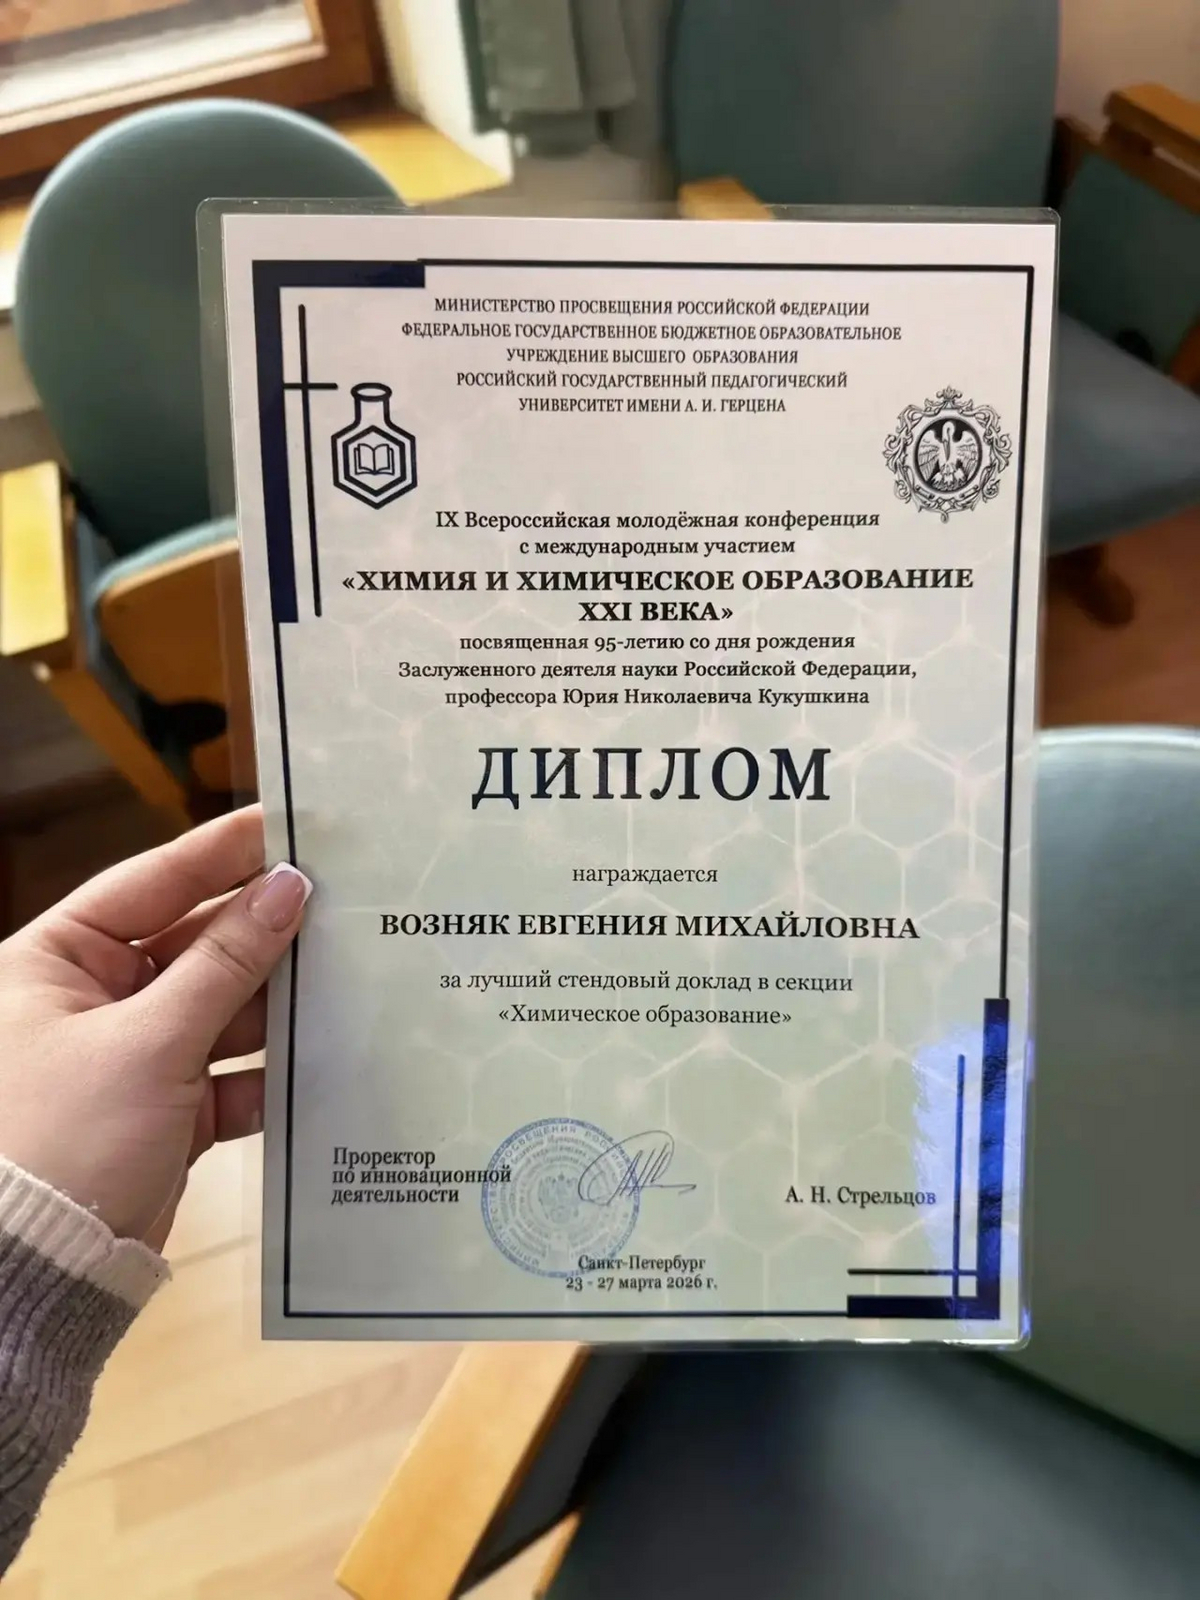 МИНИСТЕРСТВО ПРОСВЕЩЕНИЯ РОССИЙСКОЙ ФЕДЕРАЦИИ
ФЕДЕРАЛЬНОЕ ГОСУДАРСТВЕННОЕ БЮДЖЕТНОЕ ОБРАЗОВАТЕЛЬНОЕ
УЧРЕЖДЕНИЕ ВЫСШЕГО ОБРАЗОВАНИЯ
РОССИЙСКИЙ ГОСУДАРСТВЕННЫЙ ПЕДАГОГИЧЕСКИЙ
УНИВЕРСИТЕТ ИМЕНИ А. И. ГЕРЦЕНА
IX Всероссийская молодёжная конференция
с международным участием
«ХИМИЯ И ХИМИЧЕСКОЕ ОБРАЗОВАНИЕ
XXI ВЕКА»
посвященная 95-летию со дня рождения
Заслуженного деятеля науки Российской Федерации,
профессора Юрия Николаевича Кукушкина
ДИПЛОМ
награждается
ВОЗНЯК ЕВГЕНИЯ МИХАЙЛОВНА
за лучший стендовый доклад в секции
«Химическое образование»
Проректор
по инновационной
деятельности
А. Н. Стрельцов
Санкт-Петербург
23 - 27 марта 2026 г.